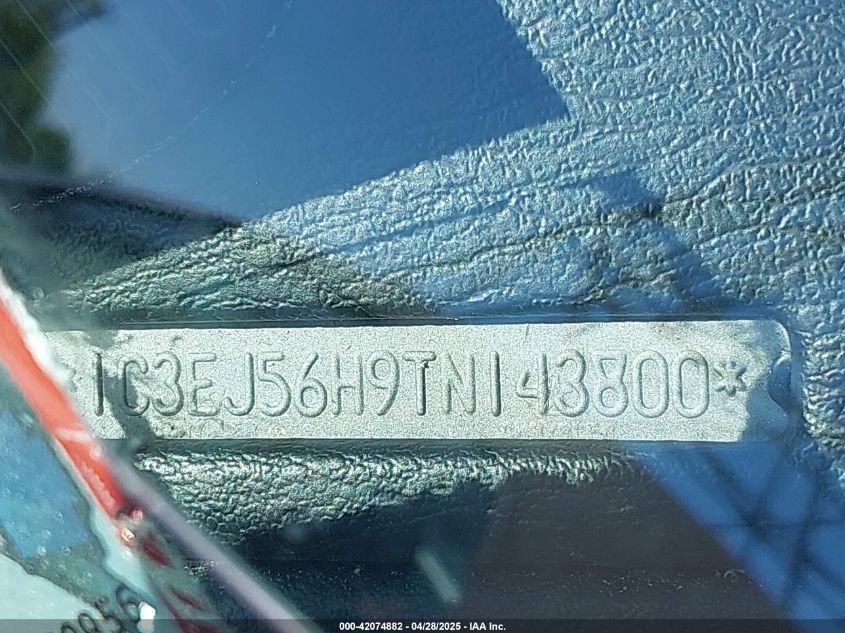 *1C3EJ56H9TN143800*
000-42074882 - 04/28/2025 - IAA Inc.